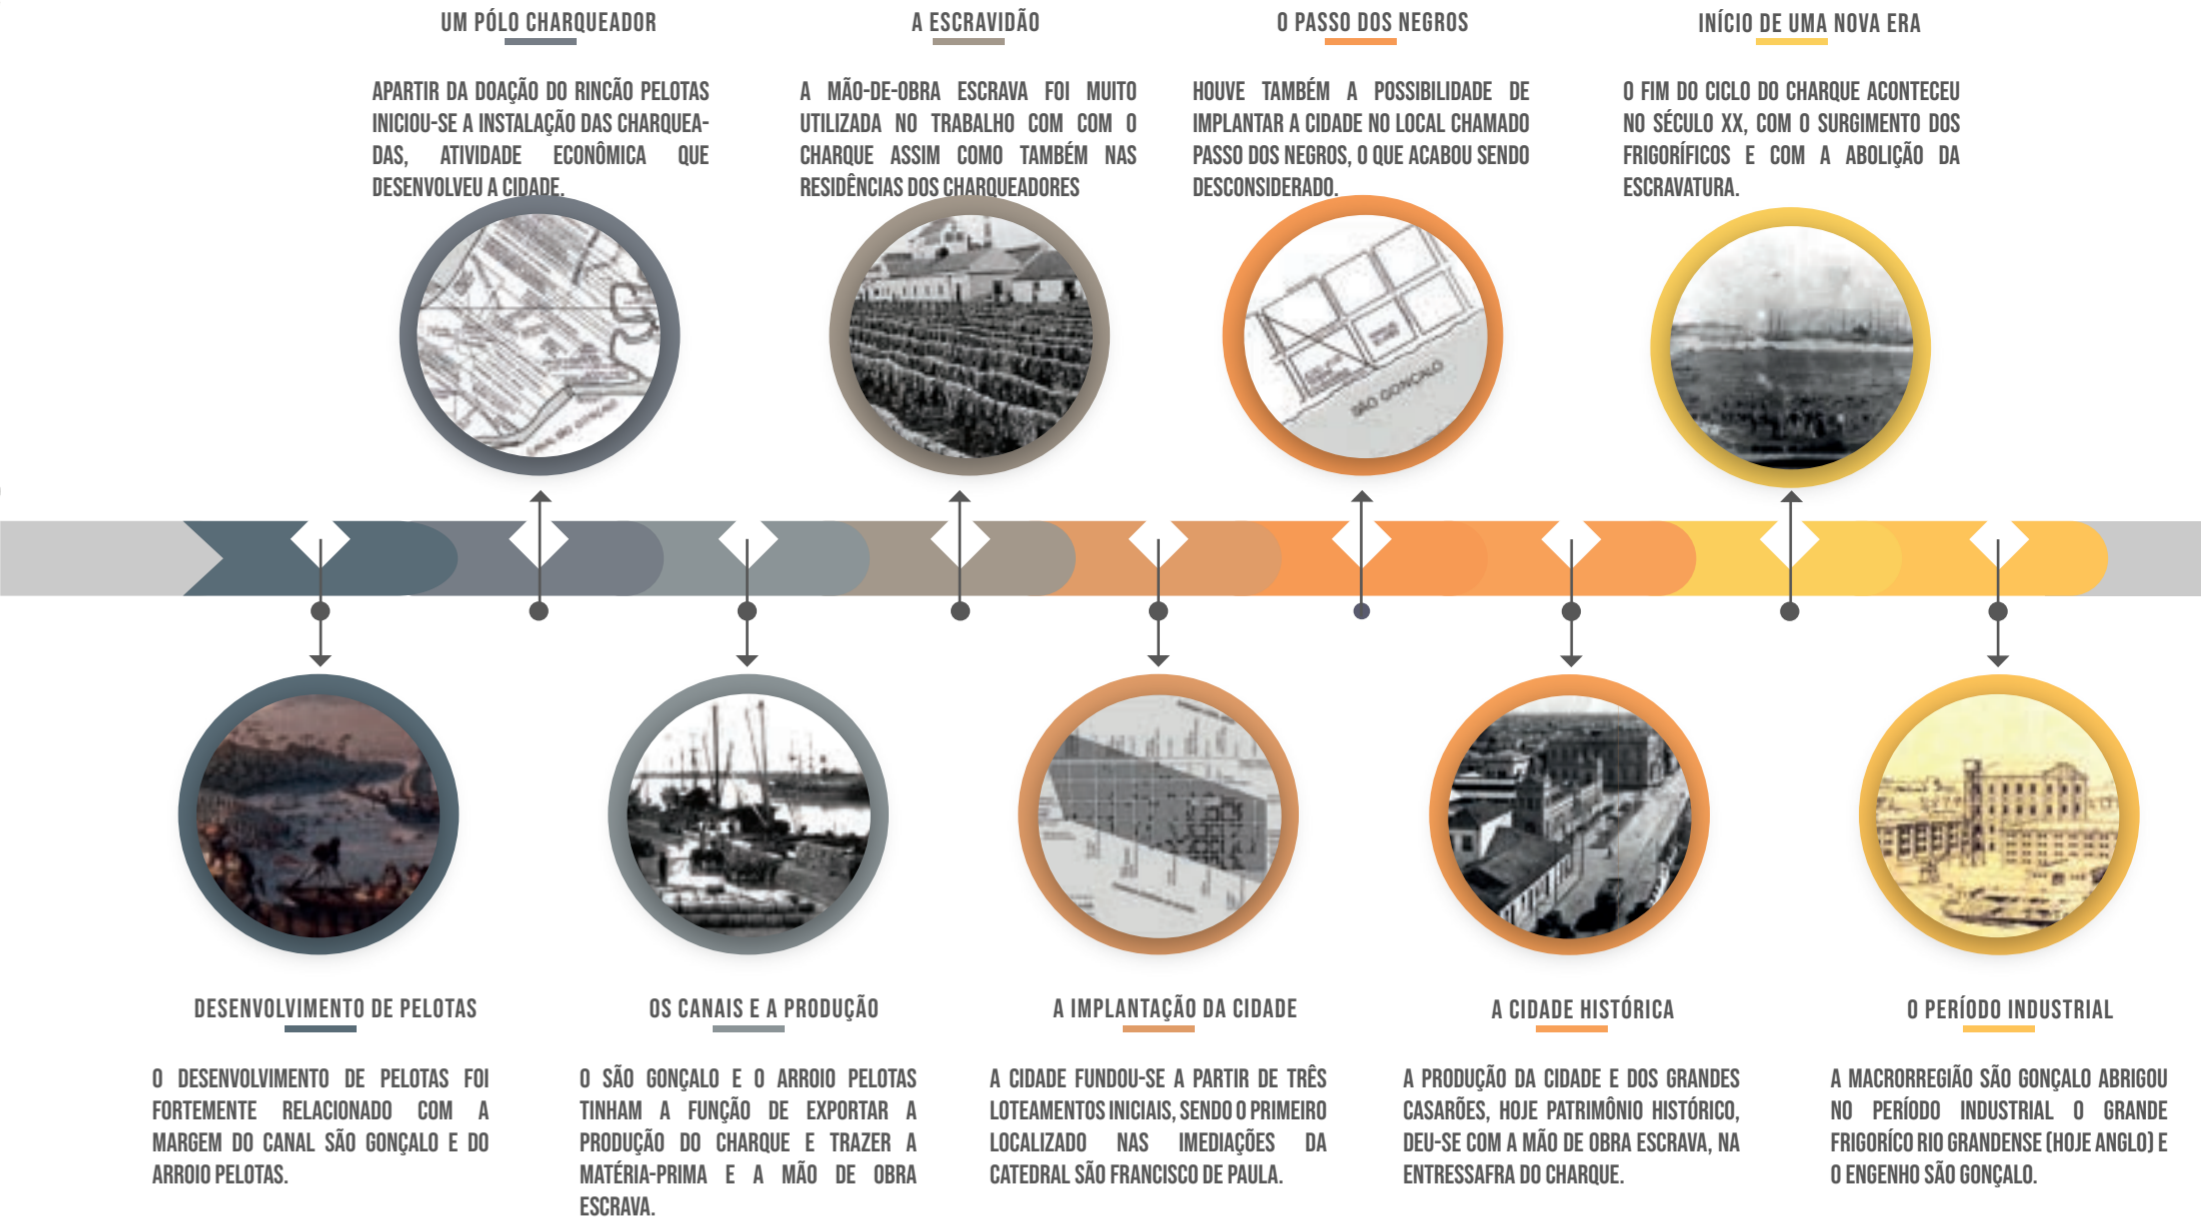 UM PÓLO CHARQUEADOR
APARTIR DA DOAÇÃO DO RINCÃO PELOTAS
INICIOU-SE A INSTALAÇÃO DAS CHARQUEA-
DAS, ATIVIDADE ECONÔMICA QUE
DESENVOLVEU A CIDADE.
A ESCRAVIDÃO
A MÃO-DE-OBRA ESCRAVA FOI MUITO
UTILIZADA NO TRABALHO COM COM O
CHARQUE ASSIM COMO TAMBÉM NAS
RESIDÊNCIAS DOS CHARQUEADORES
O PASSO DOS NEGROS
HOUVE TAMBÉM A POSSIBILIDADE DE
IMPLANTAR A CIDADE NO LOCAL CHAMADO
PASSO DOS NEGROS, O QUE ACABOU SENDO
DESCONSIDERADO.
INÍCIO DE UMA NOVA ERA
O FIM DO CICLO DO CHARQUE ACONTECEU
NO SÉCULO XX, COM O SURGIMENTO DOS
FRIGORÍFICOS E COM A ABOLIÇÃO DA
ESCRAVATURA.
CANAL SÃO GONÇALO
SÃO GONÇALO
DESENVOLVIMENTO DE PELOTAS
O DESENVOLVIMENTO DE PELOTAS FOI
FORTEMENTE RELACIONADO COM A
MARGEM DO CANAL SÃO GONÇALO E DO
ARROIO PELOTAS.
OS CANAIS E A PRODUÇÃO
O SÃO GONÇALO E O ARROIO PELOTAS
TINHAM A FUNÇÃO DE EXPORTAR A
PRODUÇÃO DO CHARQUE E TRAZER A
MATÉRIA-PRIMA E A MÃO DE OBRA
ESCRAVA.
A IMPLANTAÇÃO DA CIDADE
A CIDADE FUNDOU-SE A PARTIR DE TRÊS
LOTEAMENTOS INICIAIS, SENDO O PRIMEIRO
LOCALIZADO NAS IMEDIAÇÕES DA
CATEDRAL SÃO FRANCISCO DE PAULA.
A CIDADE HISTÓRICA
A PRODUÇÃO DA CIDADE E DOS GRANDES
CASARÕES, HOJE PATRIMÔNIO HISTÓRICO,
DEU-SE COM A MÃO DE OBRA ESCRAVA, NA
ENTRESSAFRA DO CHARQUE.
O PERÍODO INDUSTRIAL
A MACRORREGIÃO SÃO GONÇALO ABRIGOU
NO PERÍODO INDUSTRIAL O GRANDE
FRIGORÍCO RIO GRANDENSE (HOJE ANGLO) E
O ENGENHO SÃO GONÇALO.